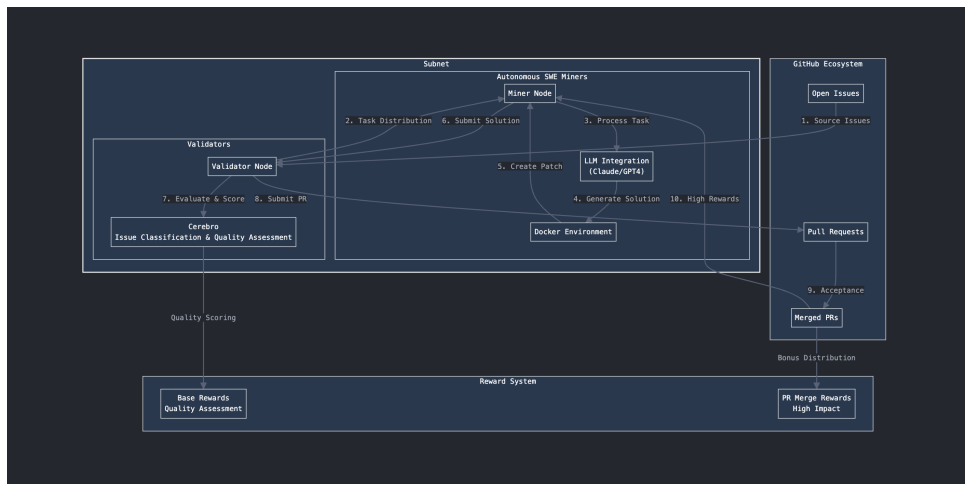 Subnet
GitHub Ecosystem
Autonomous SWE Miners
Miner Node
Open Issues
2. Task Distribution
6. Submit Solution
3. Process Task
1. Source Issues
Validators
Validator Node
5. Create Patch
LLM Integration
(Claude/GPT4)
7. Evaluate & Score
8. Submit PR
4. Generate Solution
10. High Rewards
Cerebro
Issue Classification & Quality Assessment
Docker Environment
Pull Requests
9. Acceptance
Quality Scoring
Merged PRs
Bonus Distribution
Reward System
Base Rewards
Quality Assessment
PR Merge Rewards
High Impact